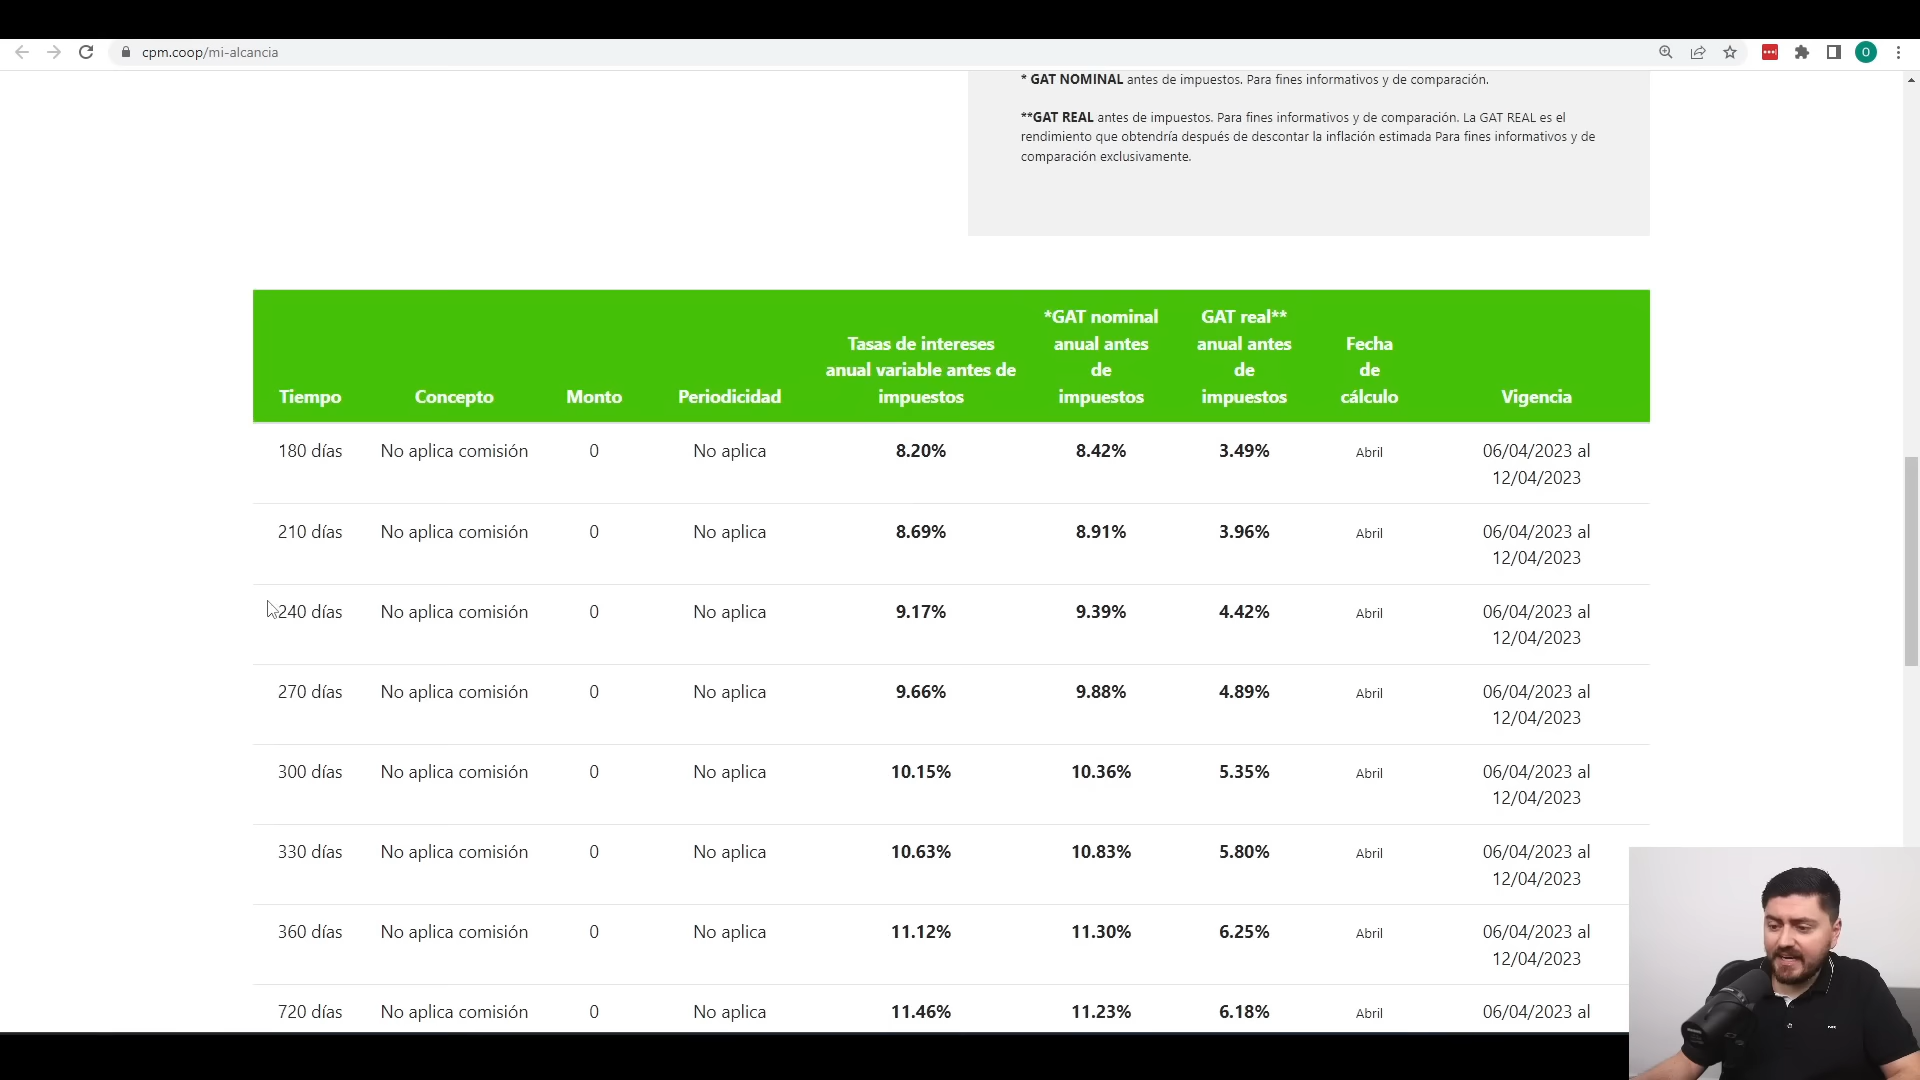 cpm.coop/mi-alcancia
O
* GAT NOMINAL antes de impuestos. Para fines informativos y de comparación.
**GAT REAL antes de impuestos. Para fines informativos y de comparación. La GAT REAL es el
rendimiento que obtendría después de descontar la inflación estimada Para fines informativos y de
comparación exclusivamente.
*GAT nominal GAT real**
Tasas de intereses anual antes anual antes Fecha
anual variable antes de de de de
Tiempo Concepto Monto Periodicidad impuestos impuestos impuestos cálculo Vigencia
180 días No aplica comisión 0 No aplica 8.20% 8.42% 3.49% Abril 06/04/2023 al
12/04/2023
210 días No aplica comisión 0 No aplica 8.69% 8.91% 3.96% Abril 06/04/2023 al
12/04/2023
240 días No aplica comisión 0 No aplica 9.17% 9.39% 4.42% Abril 06/04/2023 al
12/04/2023
270 días No aplica comisión 0 No aplica 9.66% 9.88% 4.89% Abril 06/04/2023 al
12/04/2023
300 días No aplica comisión 0 No aplica 10.15% 10.36% 5.35% Abril 06/04/2023 al
12/04/2023
330 días No aplica comisión 0 No aplica 10.63% 10.83% 5.80% Abril 06/04/2023 al
12/04/2023
360 días No aplica comisión 0 No aplica 11.12% 11.30% 6.25% Abril 06/04/2023 al
12/04/2023
720 días No aplica comisión 0 No aplica 11.46% 11.23% 6.18% Abril 06/04/2023 al